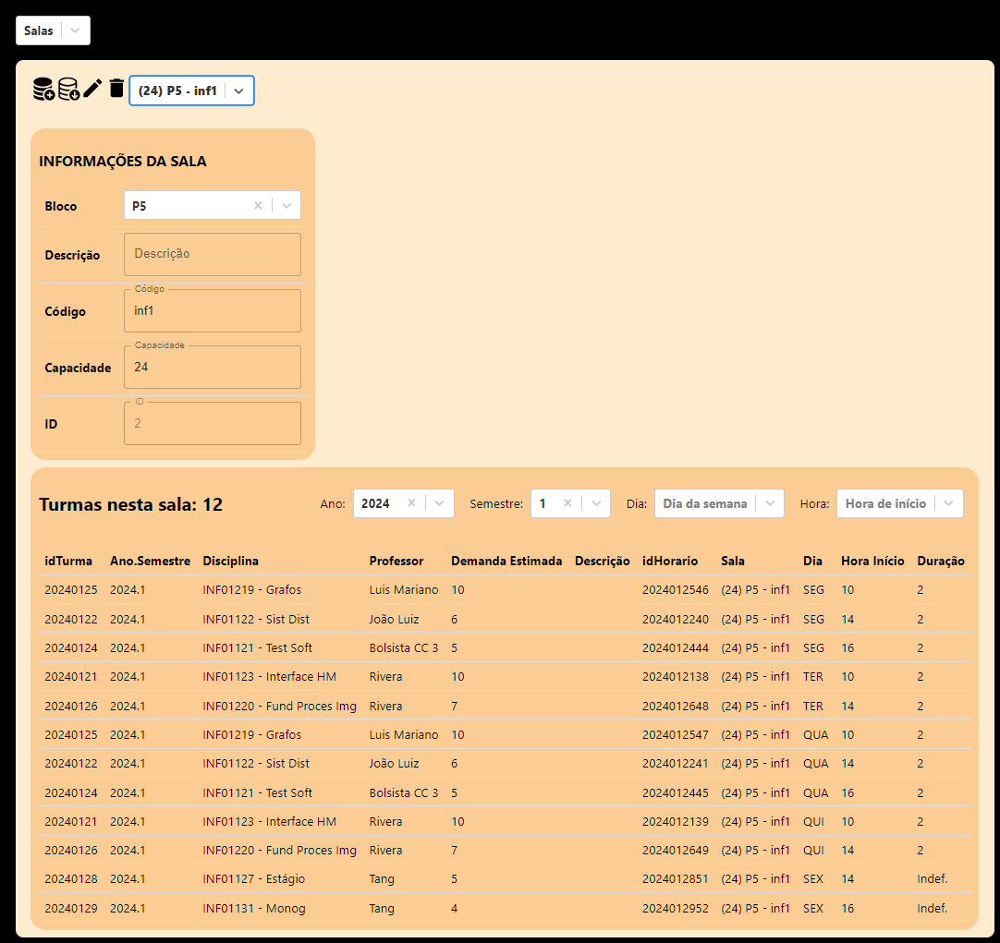 Salas
(24) P5 - inf1
INFORMAÇÕES DA SALA
Bloco P5
Descrição Descrição
Código
Código inf1
Capacidade
Capacidade 24
ID
ID 2
Turmas nesta sala: 12 Ano: 2024 Semestre: 1 Dia: Dia da semana Hora: Hora de início
idTurma Ano.Semestre Disciplina Professor Demanda Estimada Descrição idHorario Sala Dia Hora Início Duração
20240125 2024.1 INF01219 - Grafos Luis Mariano 10 2024012546 (24) P5 - inf1 SEG 10 2
20240122 2024.1 INF01122 - Sist Dist João Luiz 6 2024012240 (24) P5 - inf1 SEG 14 2
20240124 2024.1 INF01121 - Test Soft Bolsista CC 3 5 2024012444 (24) P5 - inf1 SEG 16 2
20240121 2024.1 INF01123 - Interface HM Rivera 10 2024012138 (24) P5 - inf1 TER 10 2
20240126 2024.1 INF01220 - Fund Proces Img Rivera 7 2024012648 (24) P5 - inf1 TER 14 2
20240125 2024.1 INF01219 - Grafos Luis Mariano 10 2024012547 (24) P5 - inf1 QUA 10 2
20240122 2024.1 INF01122 - Sist Dist João Luiz 6 2024012241 (24) P5 - inf1 QUA 14 2
20240124 2024.1 INF01121 - Test Soft Bolsista CC 3 5 2024012445 (24) P5 - inf1 QUA 16 2
20240121 2024.1 INF01123 - Interface HM Rivera 10 2024012139 (24) P5 - inf1 QUI 10 2
20240126 2024.1 INF01220 - Fund Proces Img Rivera 7 2024012649 (24) P5 - inf1 QUI 14 2
20240128 2024.1 INF01127 - Estágio Tang 5 2024012851 (24) P5 - inf1 SEX 14 Indef.
20240129 2024.1 INF01131 - Monog Tang 4 2024012952 (24) P5 - inf1 SEX 16 Indef.